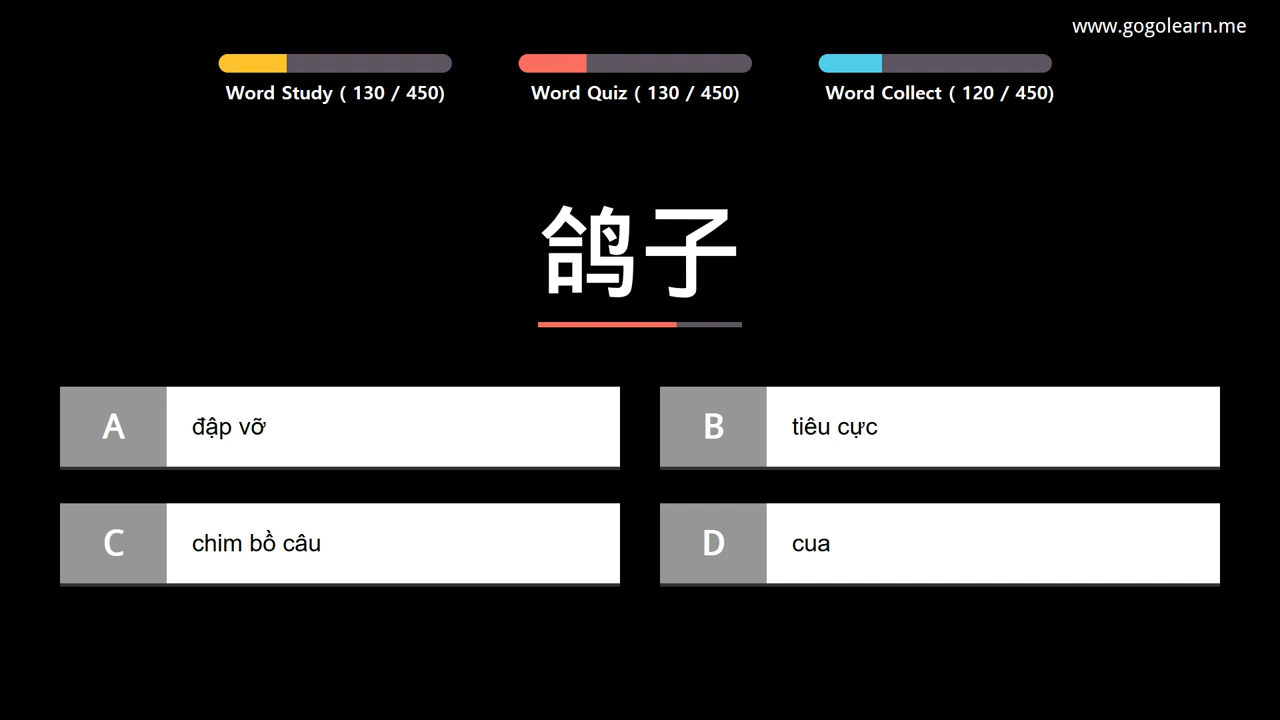 www.gogolearn.me
Word Study ( 130 / 450)
Word Quiz ( 130 / 450)
Word Collect ( 120 / 450)
鸽子
A đập vỡ
B tiêu cực
C chim bồ câu
D cua